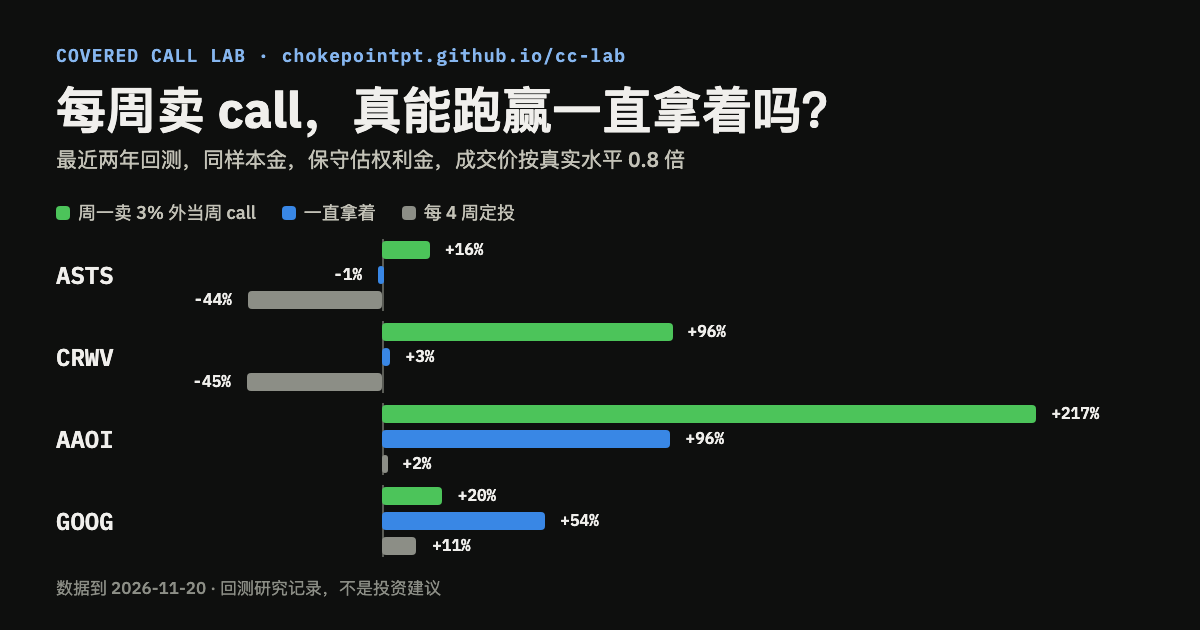 COVERED CALL LAB · chokepointpt.github.io/cc-lab
每周卖 call，真能跑赢一直拿着吗？
最近两年回测，同样本金，保守估权利金，成交价按真实水平 0.8 倍
周一卖 3% 外当周 call 一直拿着 每 4 周定投
+16%
ASTS -1%
-44%
+96%
CRWV +3%
-45%
+217%
AAOI +96%
+2%
+20%
GOOG +54%
+11%
数据到 2026-11-20 · 回测研究记录，不是投资建议